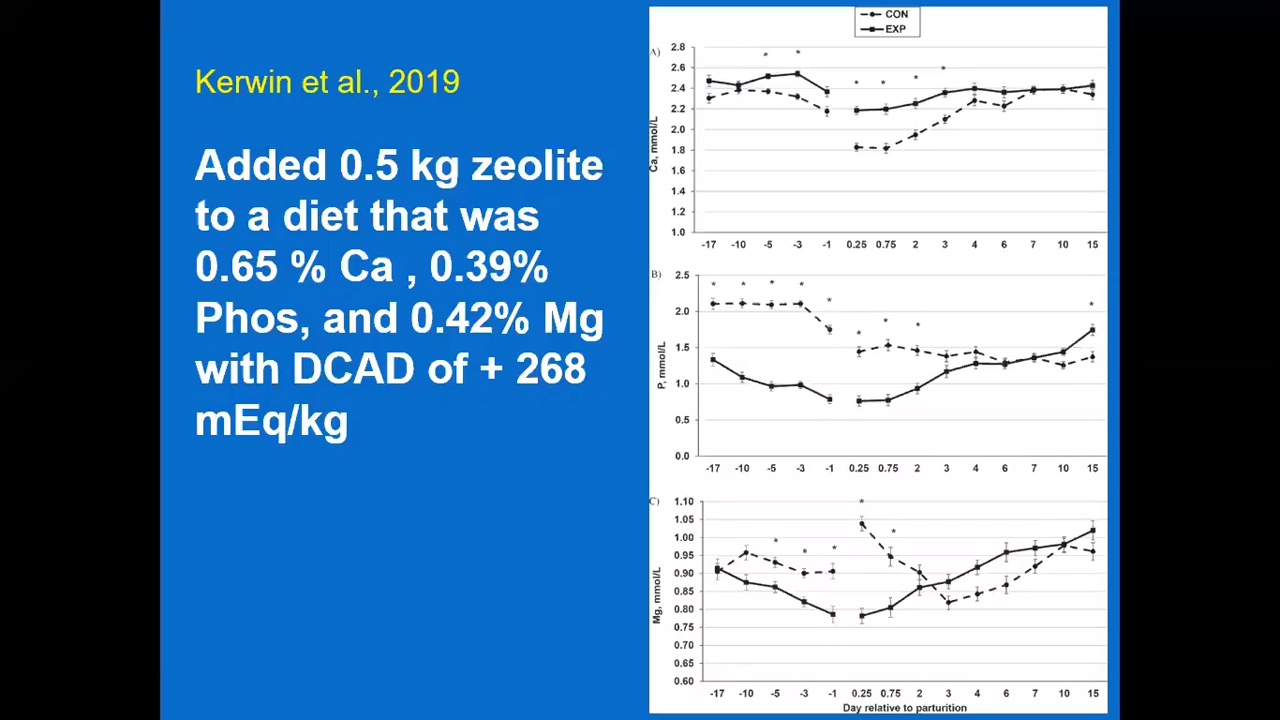 Kerwin et al., 2019
Added 0.5 kg zeolite
to a diet that was
0.65 % Ca , 0.39%
Phos, and 0.42% Mg
with DCAD of + 268
mEq/kg
CON
EXP
A)
Ca, mmol/L
2.8
2.6
2.4
2.2
2.0
1.8
1.6
1.4
1.2
1.0
* * * * * *
-17 -10 -5 -3 -1 0.25 0.75 2 3 4 6 7 10 15
B)
P, mmol/L
2.5
2.0
1.5
1.0
0.5
0.0
* * * * * * * * *
-17 -10 -5 -3 -1 0.25 0.75 2 3 4 6 7 10 15
C)
Mg, mmol/L
1.10
1.05
1.00
0.95
0.90
0.85
0.80
0.75
0.70
0.65
0.60
* * * * *
-17 -10 -5 -3 -1 0.25 0.75 2 3 4 6 7 10 15
Day relative to parturition